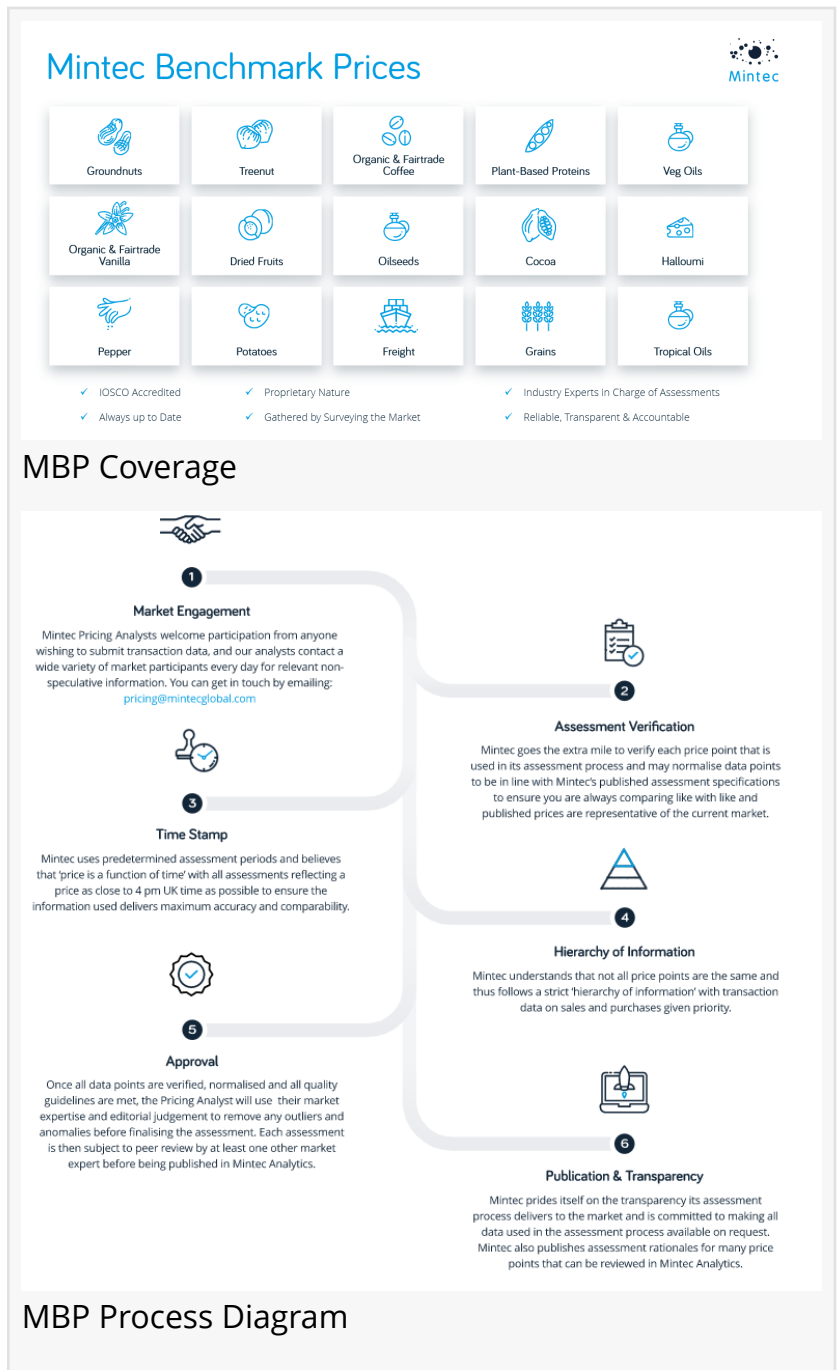 Mintec Benchmark Prices
Mintec
Groundnuts
Treenut
Organic & Fairtrade
Coffee
Plant-Based Proteins
Veg Oils
Organic & Fairtrade
Vanilla
Dried Fruits
Oilseeds
Cocoa
Halloumi
Pepper
Potatoes
Freight
Grains
Tropical Oils
✓ IOSCO Accredited
✓ Proprietary Nature
✓ Industry Experts in Charge of Assessments
✓ Always up to Date
✓ Gathered by Surveying the Market
✓ Reliable, Transparent & Accountable
MBP Coverage
1
Market Engagement
Mintec Pricing Analysts welcome participation from anyone
wishing to submit transaction data, and our analysts contact a
wide variety of market participants every day for relevant non-
speculative information. You can get in touch by emailing:
pricing@mintecglobal.com
2
Assessment Verification
Mintec goes the extra mile to verify each price point that is
used in its assessment process and may normalise data points
to be in line with Mintec's published assessment specifications
to ensure you are always comparing like with like and
published prices are representative of the current market.
3
Time Stamp
Mintec uses predetermined assessment periods and believes
that 'price is a function of time' with all assessments reflecting a
price as close to 4 pm UK time as possible to ensure the
information used delivers maximum accuracy and comparability.
4
Hierarchy of Information
Mintec understands that not all price points are the same and
thus follows a strict 'hierarchy of information' with transaction
data on sales and purchases given priority.
5
Approval
Once all data points are verified, normalised and all quality
guidelines are met, the Pricing Analyst will use their market
expertise and editorial judgement to remove any outliers and
anomalies before finalising the assessment. Each assessment
is then subject to peer review by at least one other market
expert before being published in Mintec Analytics.
6
Publication & Transparency
Mintec prides itself on the transparency its assessment
process delivers to the market and is committed to making all
data used in the assessment process available on request.
Mintec also publishes assessment rationales for many price
points that can be reviewed in Mintec Analytics.
MBP Process Diagram